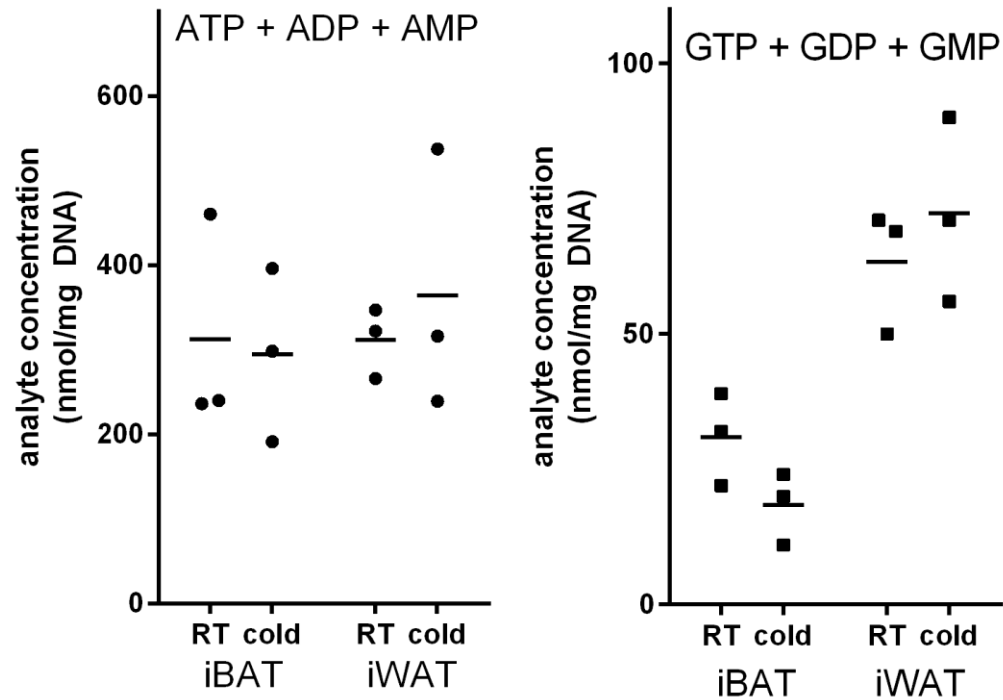 ATP + ADP + AMP
analyte concentration
(nmol/mg DNA)
600
400
200
0
RT cold RT cold
iBAT iWAT
GTP + GDP + GMP
analyte concentration
(nmol/mg DNA)
100
50
0
RT cold RT cold
iBAT iWAT